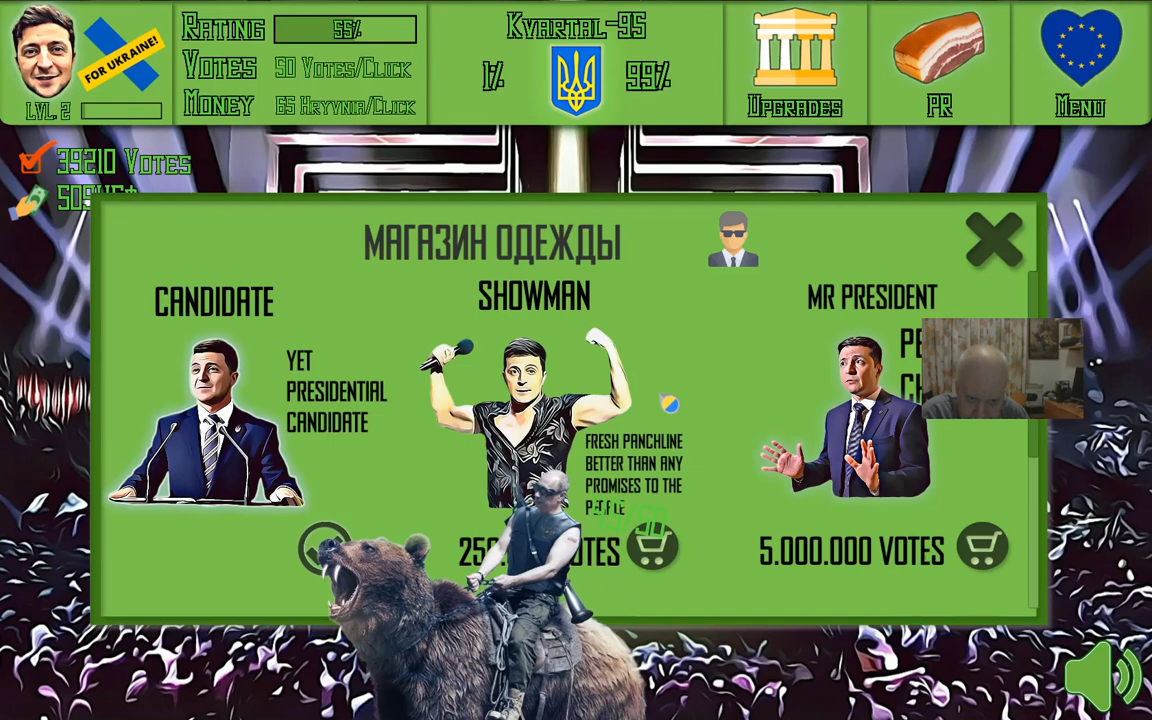 FOR UKRAINE!
LVL. 2
RATING 55%
VOTES 90 VOTES/CLICK
MONEY 65 HRYVNIA/CLICK
KVARTAL-95
1% 99%
UPGRADES
PR
MENU
39210 VOTES
МАГАЗИН ОДЕЖДЫ
CANDIDATE
YET
PRESIDENTIAL
CANDIDATE
SHOWMAN
FRESH PANCHLINE
BETTER THAN ANY
PROMISES TO THE
MR PRESIDENT
5.000.000 VOTES